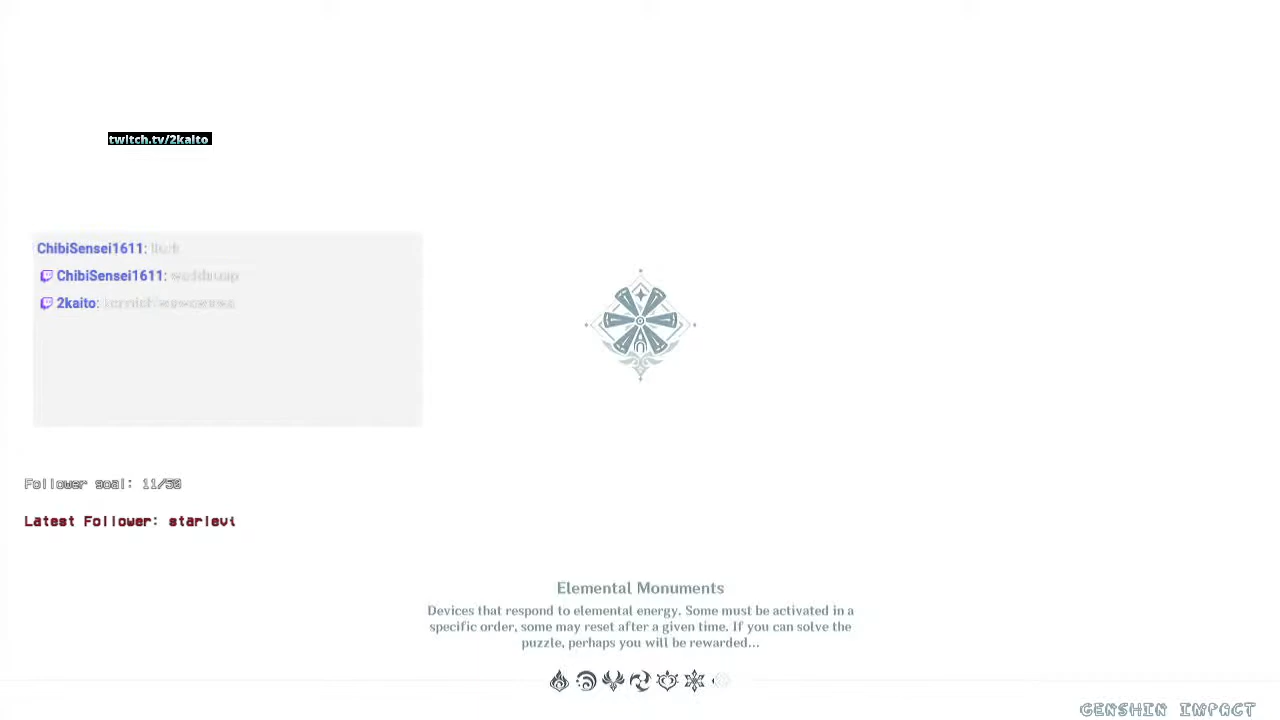 twitch.tv/2kaito
ChibiSensei1611:
ChibiSensei1611:
2kaito:
Follower goal: 11/50
Latest Follower: starlevi
Elemental Monuments
Devices that respond to elemental energy. Some must be activated in a
specific order, some may reset after a given time. If you can solve the
puzzle, perhaps you will be rewarded...
GENSHIN IMPACT